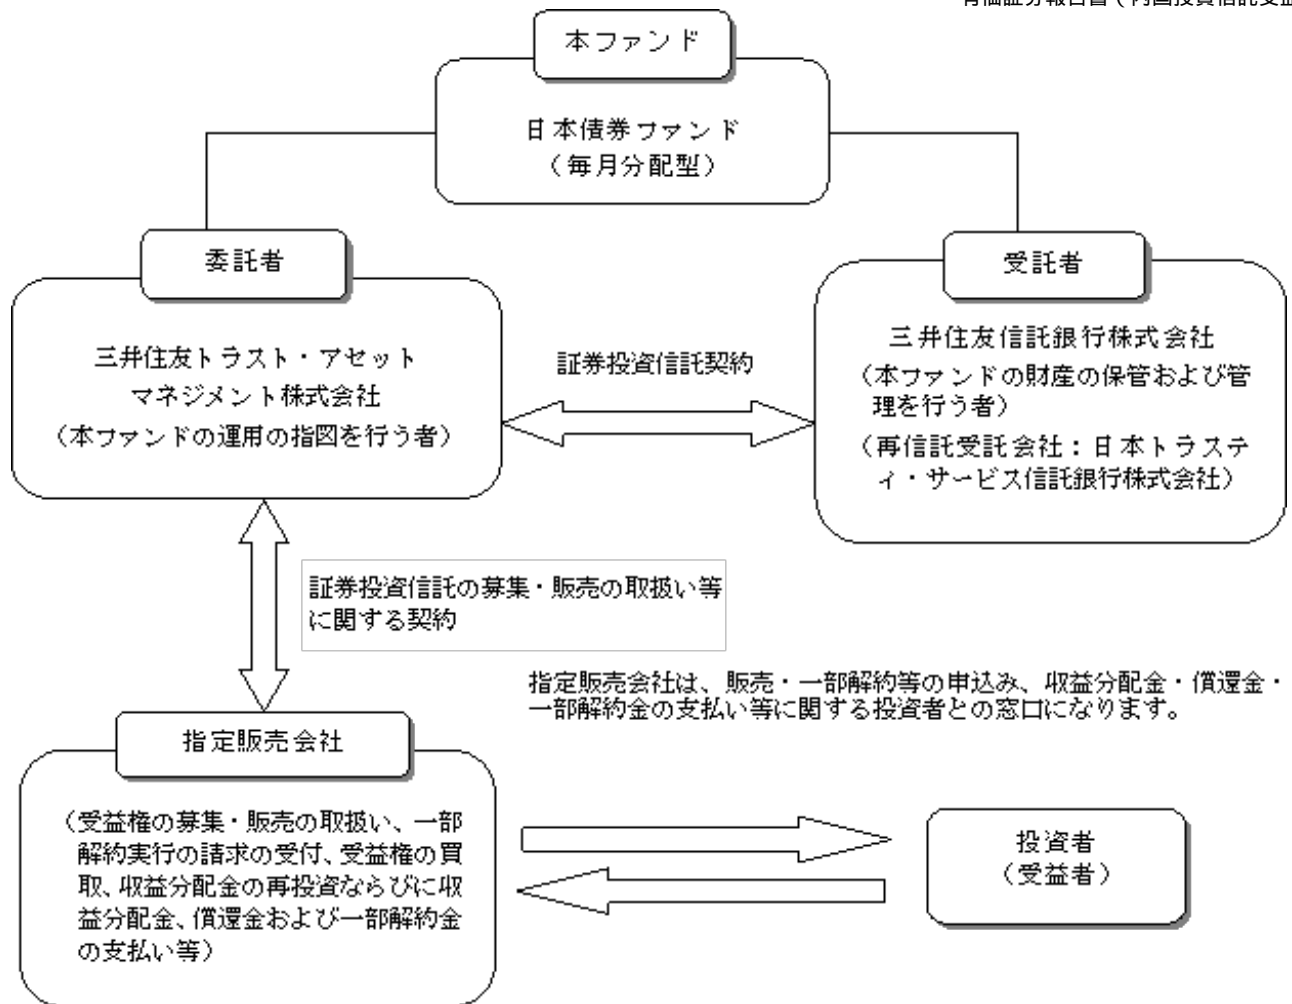 有価証券報告書（内国投資信託受益
本ファンド
日本債券ファンド
（毎月分配型）
委託者
三井住友トラスト・アセット
マネジメント株式会社
（本ファンドの運用の指図を行う者）
証券投資信託契約
受託者
三井住友信託銀行株式会社
（本ファンドの財産の保管および管
理を行う者）
（再信託受託会社：日本トラステ
ィ・サービス信託銀行株式会社）
証券投資信託の募集・販売の取扱い等
に関する契約
指定販売会社は、販売・一部解約等の申込み、収益分配金・償還金・
一部解約金の支払い等に関する投資者との窓口になります。
指定販売会社
（受益権の募集・販売の取扱い、一部
解約実行の請求の受付、受益権の買
取、収益分配金の再投資ならびに収
益分配金、償還金および一部解約金
の支払い等）
投資者
（受益者）